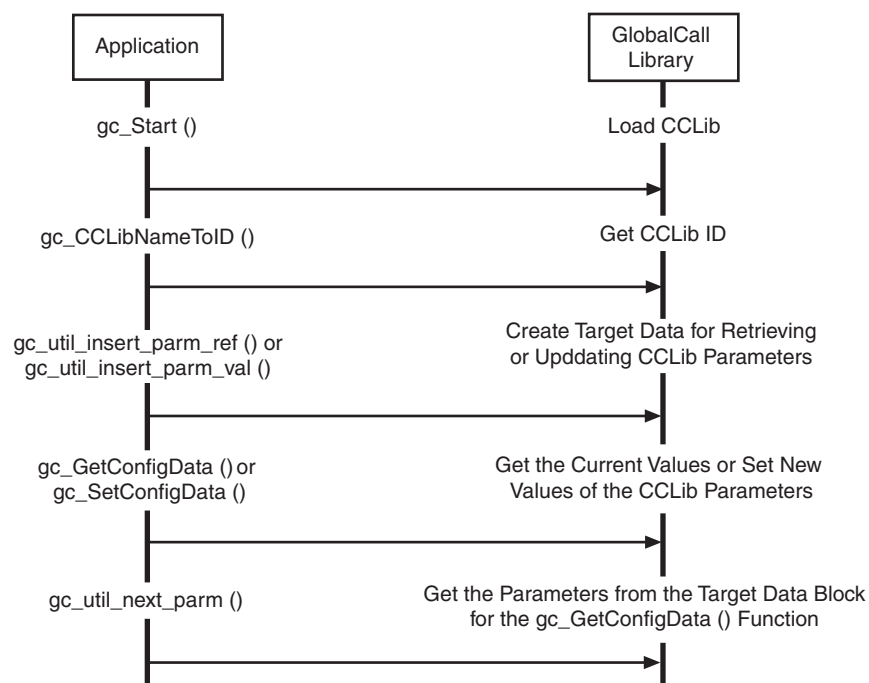 Application
GlobalCall
Library
gc_Start ()
Load CCLib
gc_CCLibNameToID ()
Get CCLib ID
gc_util_insert_parm_ref () or
gc_util_insert_parm_val ()
Create Target Data for Retrieving
or Upddating CCLib Parameters
gc_GetConfigData () or
gc_SetConfigData ()
Get the Current Values or Set New
Values of the CCLib Parameters
gc_util_next_parm ()
Get the Parameters from the Target Data Block
for the gc_GetConfigData () Function